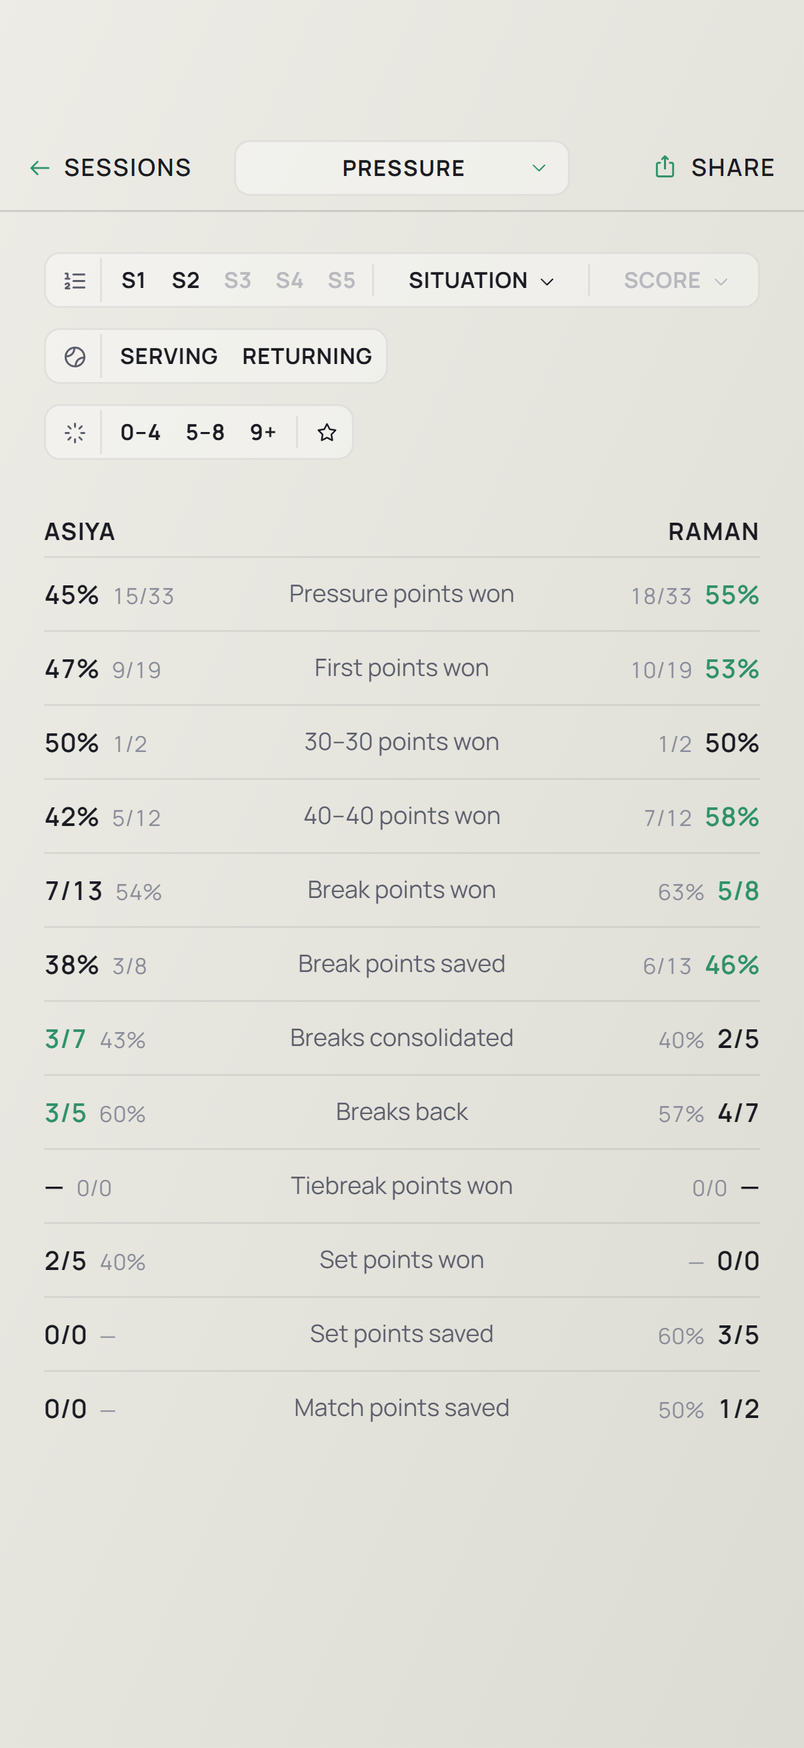 SESSIONS PRESSURE SHARE
S1 S2 S3 S4 S5 SITUATION SCORE
SERVING RETURNING
0–4 5–8 9+
ASIYA RAMAN
45% 15/33 Pressure points won 18/33 55%
47% 9/19 First points won 10/19 53%
50% 1/2 30–30 points won 1/2 50%
42% 5/12 40–40 points won 7/12 58%
7/13 54% Break points won 63% 5/8
38% 3/8 Break points saved 6/13 46%
3/7 43% Breaks consolidated 40% 2/5
3/5 60% Breaks back 57% 4/7
– 0/0 Tiebreak points won 0/0 –
2/5 40% Set points won – 0/0
0/0 – Set points saved 60% 3/5
0/0 – Match points saved 50% 1/2